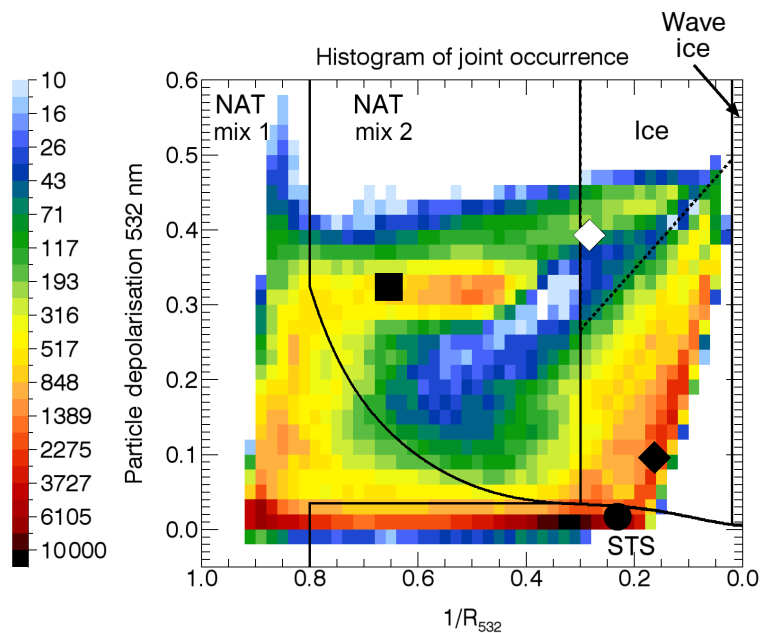 Wave
ice
Histogram of joint occurrence
NAT
mix 1
NAT
mix 2
Ice
STS
10
16
26
43
71
117
193
316
517
848
1389
2275
3727
6105
10000
Particle depolarisation 532 nm
0.6
0.5
0.4
0.3
0.2
0.1
0.0
1.0
0.8
0.6
0.4
0.2
0.0
1/R532